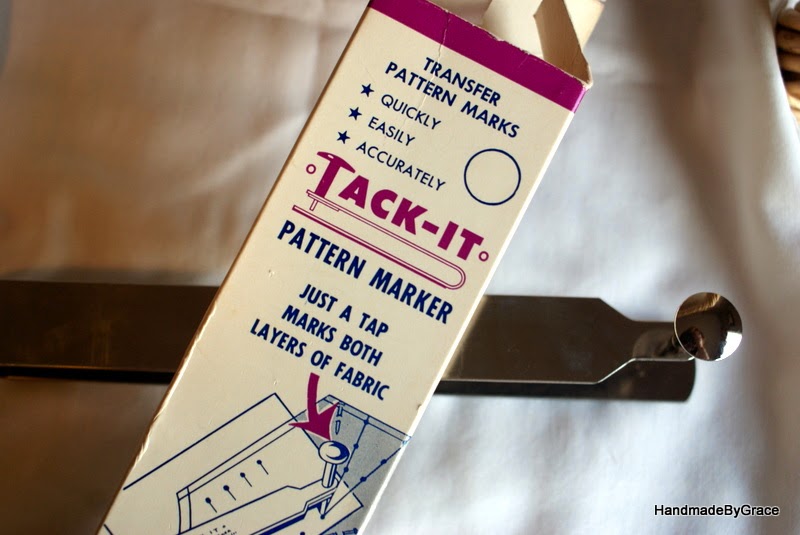 TRANSFER
PATTERN MARKS
★ QUICKLY
★ EASILY
★ ACCURATELY
TACK-IT
PATTERN MARKER
JUST A TAP
MARKS BOTH
LAYERS OF FABRIC
HandmadeByGrace